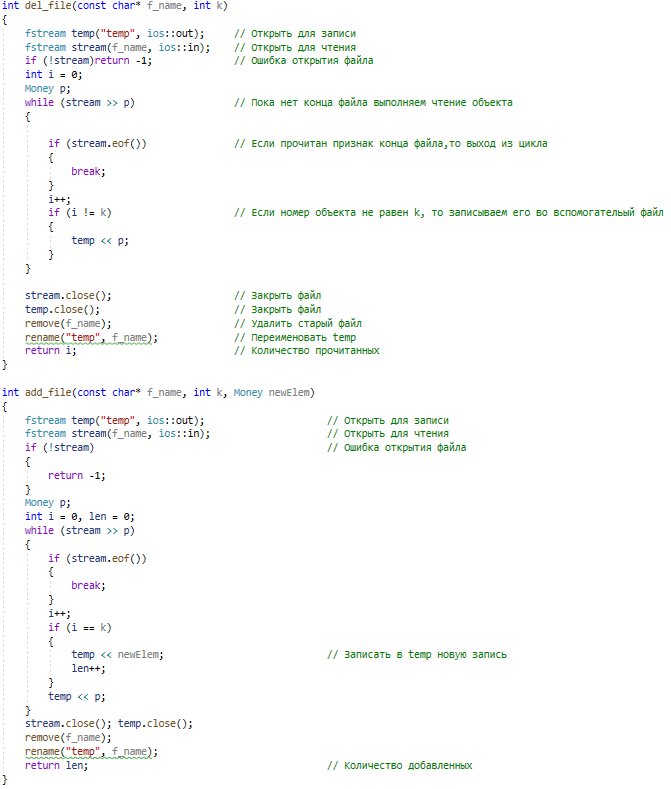 int del_file(const char* f_name, int k)
{
    fstream temp("temp", ios::out);     // Открыть для записи
    fstream stream(f_name, ios::in);    // Открыть для чтения
    if (!stream)return -1;              // Ошибка открытия файла
    int i = 0;
    Money p;
    while (stream >> p)                 // Пока нет конца файла выполняем чтение объекта
    {

        if (stream.eof())               // Если прочитан признак конца файла,то выход из цикла
        {
            break;
        }
        i++;
        if (i != k)                     // Если номер объекта не равен k, то записываем его во вспомогателььый файл
        {
            temp << p;
        }
    }

    stream.close();                     // Закрыть файл
    temp.close();                       // Закрыть файл
    remove(f_name);                     // Удалить старый файл
    rename("temp", f_name);             // Переименовать temp
    return i;                           // Количество прочитанных
}

int add_file(const char* f_name, int k, Money newElem)
{
    fstream temp("temp", ios::out);                     // Открыть для записи
    fstream stream(f_name, ios::in);                    // Открыть для чтения
    if (!stream)                                        // Ошибка открытия файла
    {
        return -1;
    }
    Money p;
    int i = 0, len = 0;
    while (stream >> p)
    {
        if (stream.eof())
        {
            break;
        }
        i++;
        if (i == k)
        {
            temp << newElem;                            // Записать в temp новую запись
            len++;
        }
        temp << p;
    }
    stream.close(); temp.close();
    remove(f_name);
    rename("temp", f_name);
    return len;                                         // Количество добавленных
}